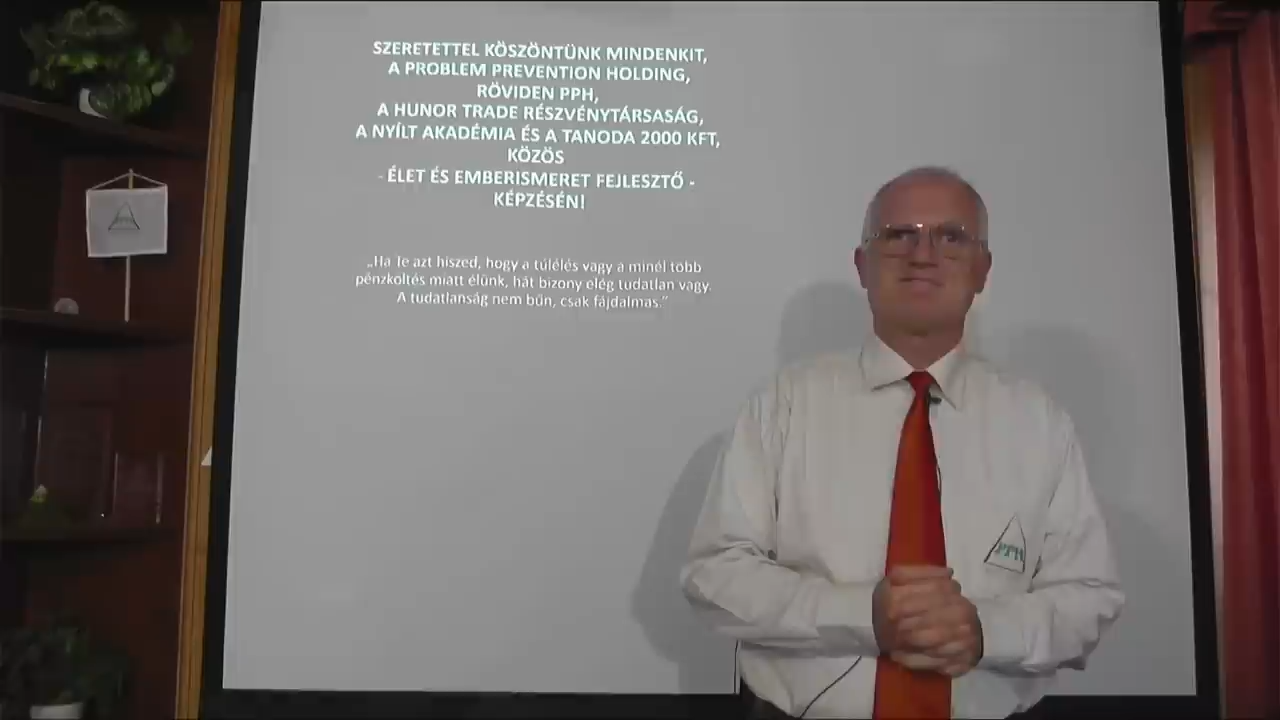 SZERETETTEL KÖSZÖNTÜNK MINDENKIT,
A PROBLEM PREVENTION HOLDING,
RÖVIDEN PPH,
A HUNOR TRADE RÉSZVÉNYTÁRSASÁG,
A NYÍLT AKADÉMIA ÉS A TANODA 2000 KFT,
KÖZÖS
- ÉLET ÉS EMBERISMERET FEJLESZTŐ -
KÉPZÉSÉN!
„Ha Te azt hiszed, hogy a túlélés vagy a minél több
pénzköltés miatt élünk, hát bizony elég tudatlan vagy.
A tudatlanság nem bűn, csak fájdalmas."
PPH
PPH